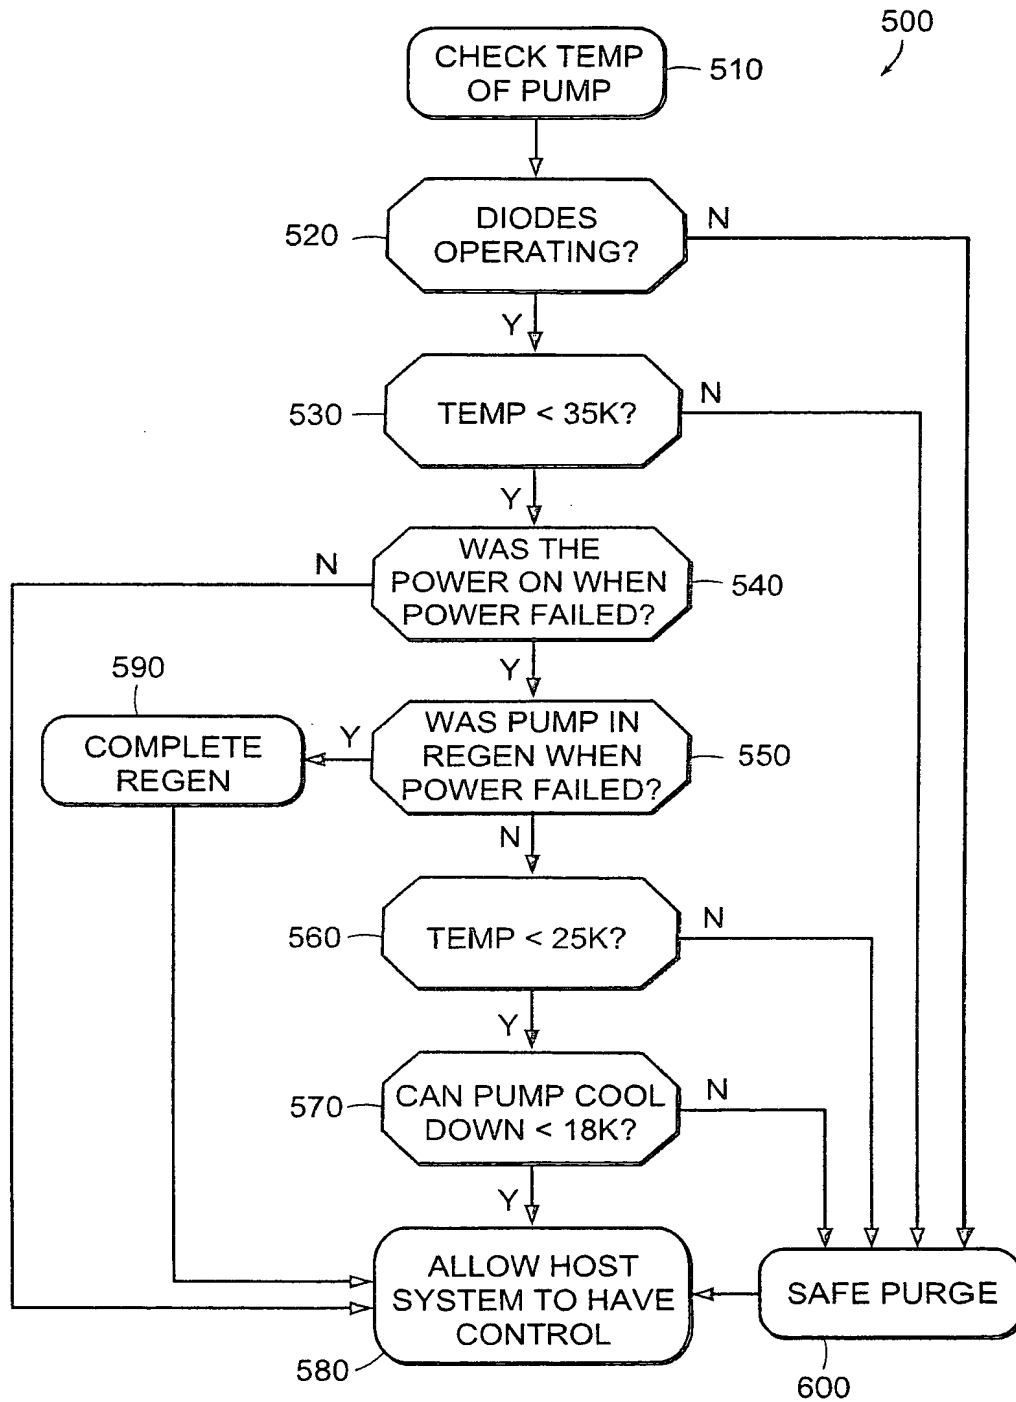 500
CHECK TEMP
OF PUMP
510
DIODES
OPERATING?
520
N
Y
TEMP < 35K?
530
N
Y
WAS THE
POWER ON WHEN
POWER FAILED?
540
N
Y
590
COMPLETE
REGEN
Y
WAS PUMP IN
REGEN WHEN
POWER FAILED?
550
N
TEMP < 25K?
560
N
Y
CAN PUMP COOL
DOWN < 18K?
570
N
Y
ALLOW HOST
SYSTEM TO HAVE
CONTROL
580
SAFE PURGE
600